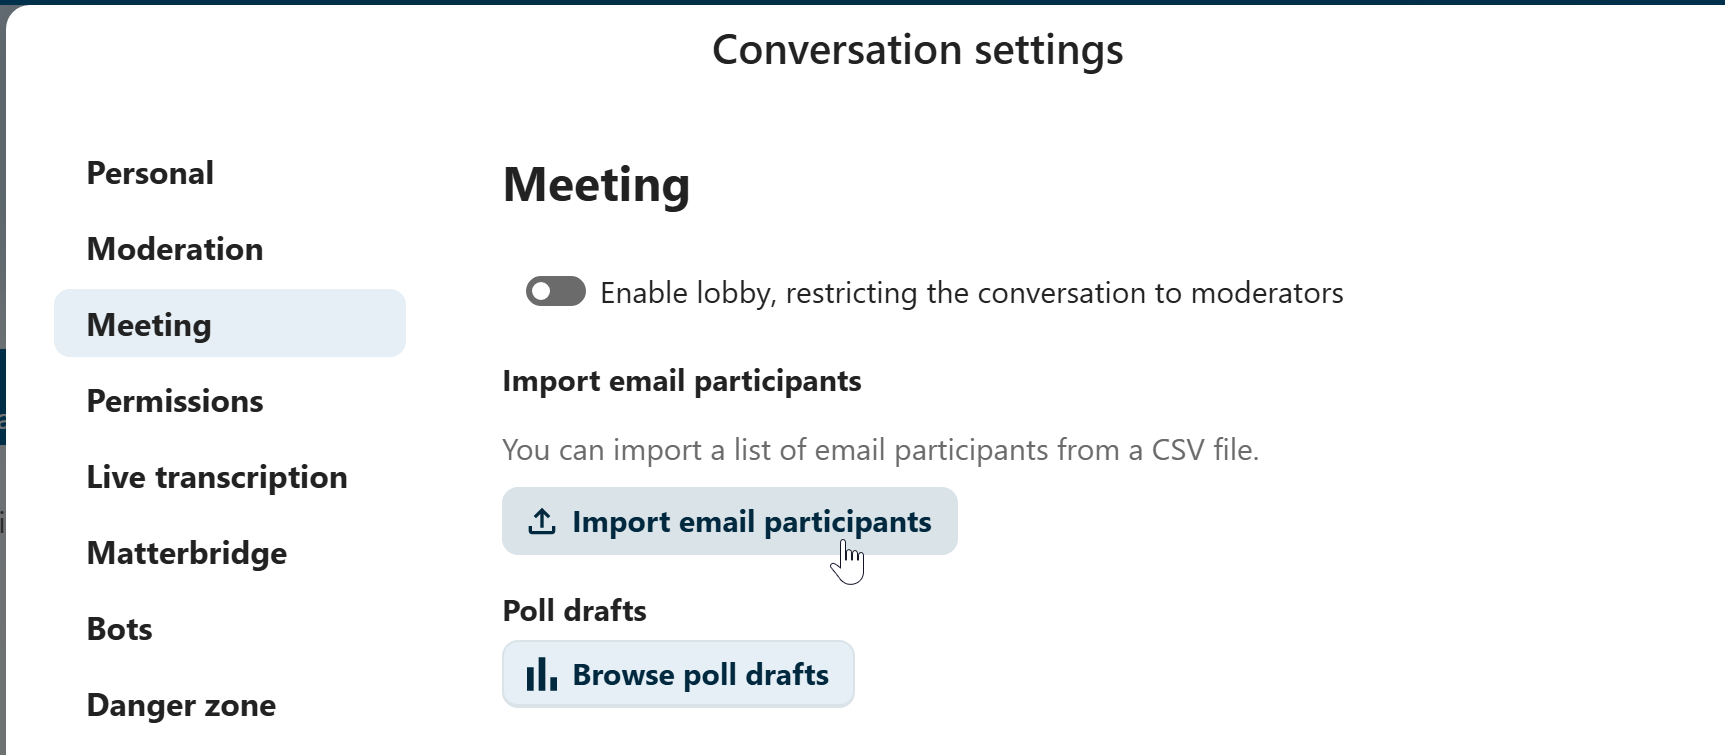 Conversation settings
Personal
Moderation
Meeting
Permissions
Live transcription
Matterbridge
Bots
Danger zone
Meeting
Enable lobby, restricting the conversation to moderators
Import email participants
You can import a list of email participants from a CSV file.
Import email participants
Poll drafts
Browse poll drafts